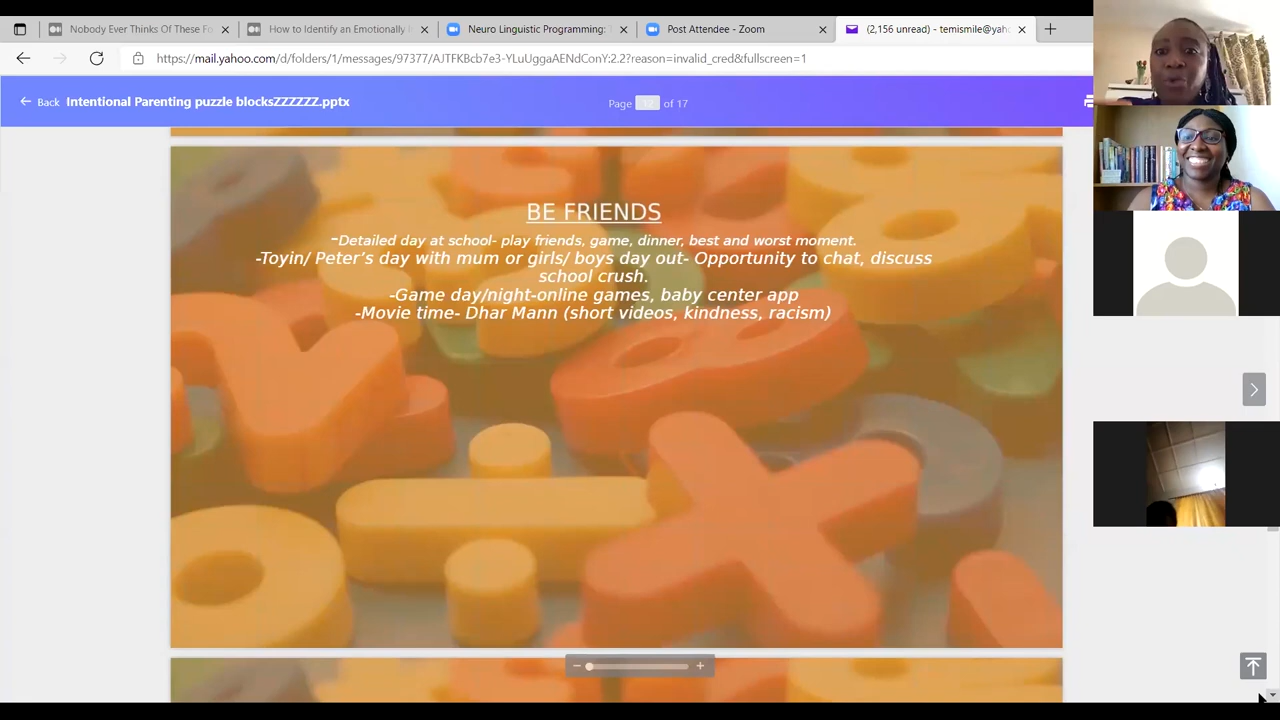 Nobody Ever Thinks Of These Fo
How to Identify an Emotionally I
Neuro Linguistic Programming:
Post Attendee - Zoom
(2,156 unread) - temismile@yah
https://mail.yahoo.com/d/folders/1/messages/97377/AJTFKBcb7e3-YLuUggaAENdConY:2.2?reason=invalid_cred&fullscreen=1
Back Intentional Parenting puzzle blocksZZZZZZ.pptx
Page 12 of 17
BE FRIENDS
-Detailed day at school- play friends, game, dinner, best and worst moment.
-Toyin/ Peter's day with mum or girls/ boys day out- Opportunity to chat, discuss
school crush.
-Game day/night-online games, baby center app
-Movie time- Dhar Mann (short videos, kindness, racism)